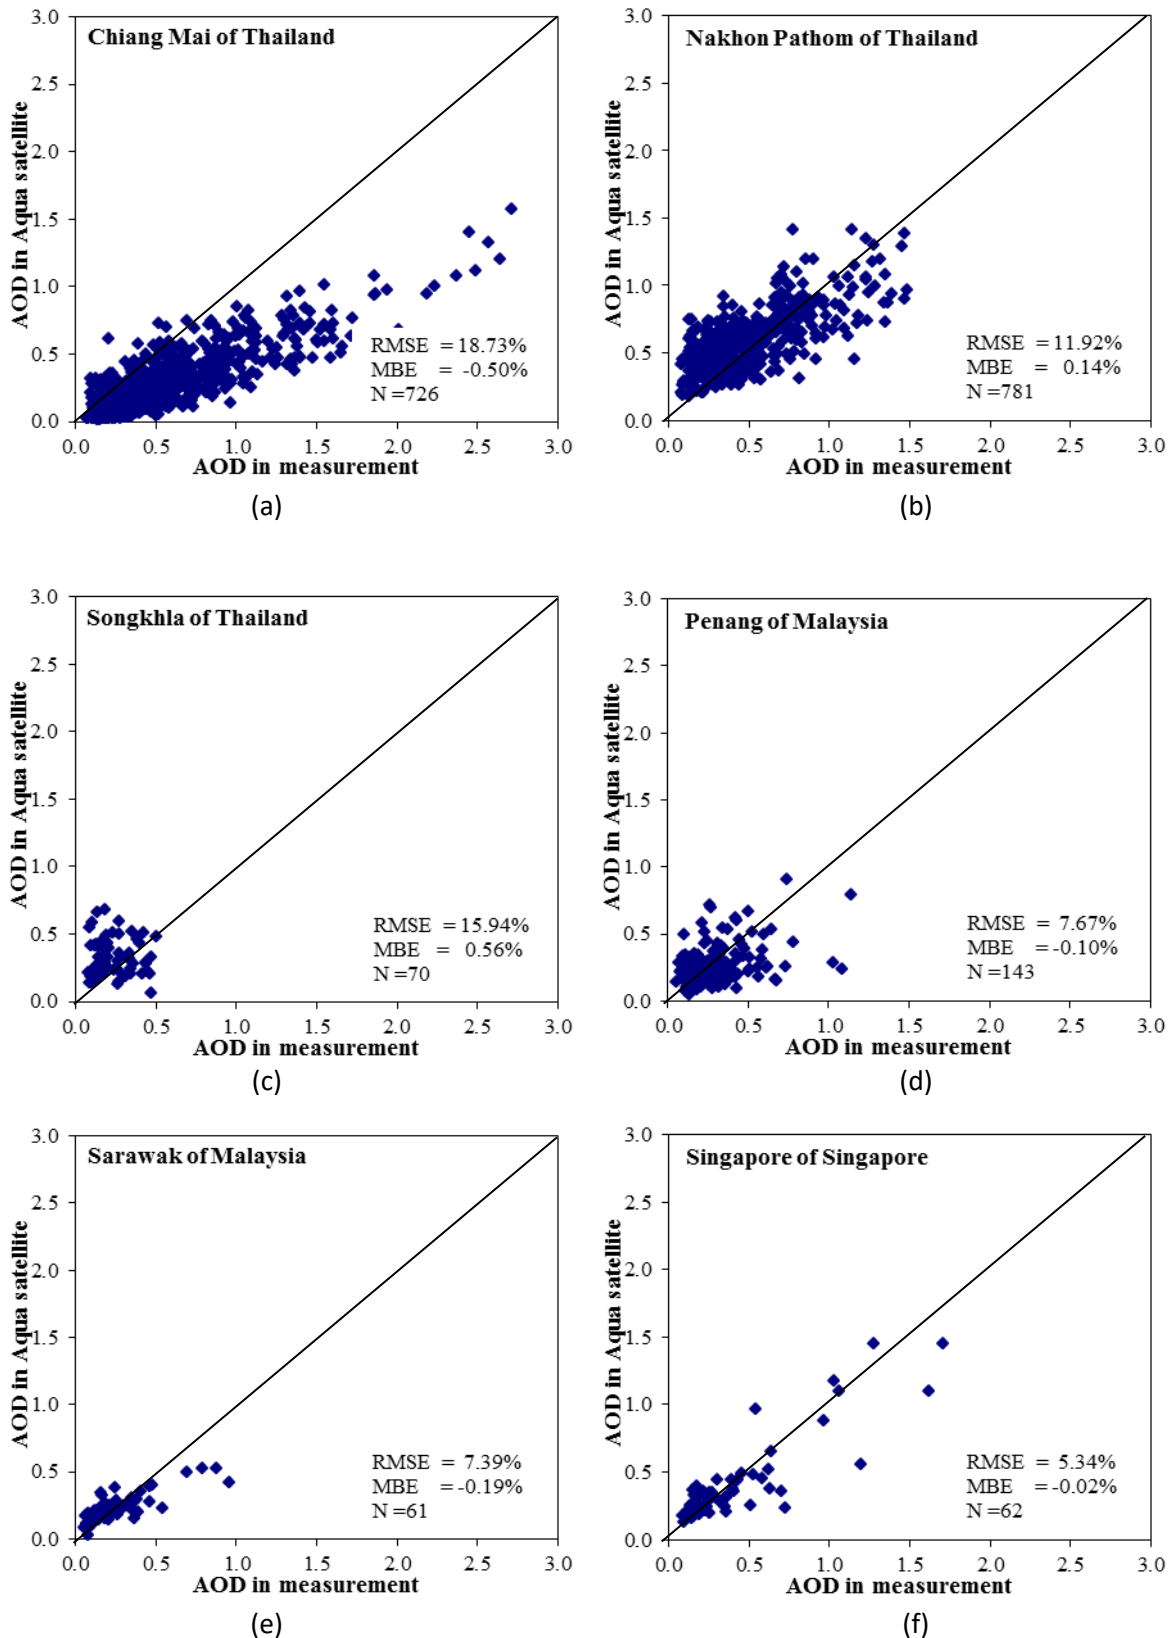 Chiang Mai of Thailand
AOD in Aqua satellite
3.0
2.5
2.0
1.5
1.0
0.5
0.0
RMSE = 18.73%
MBE = -0.50%
N =726
0.0 0.5 1.0 1.5 2.0 2.5 3.0
AOD in measurement
(a)
Nakhon Pathom of Thailand
AOD in Aqua satellite
3.0
2.5
2.0
1.5
1.0
0.5
0.0
RMSE = 11.92%
MBE = 0.14%
N =781
0.0 0.5 1.0 1.5 2.0 2.5 3.0
AOD in measurement
(b)
Songkhla of Thailand
AOD in Aqua satellite
3.0
2.5
2.0
1.5
1.0
0.5
0.0
RMSE = 15.94%
MBE = 0.56%
N =70
0.0 0.5 1.0 1.5 2.0 2.5 3.0
AOD in measurement
(c)
Penang of Malaysia
AOD in Aqua satellite
3.0
2.5
2.0
1.5
1.0
0.5
0.0
RMSE = 7.67%
MBE = -0.10%
N =143
0.0 0.5 1.0 1.5 2.0 2.5 3.0
AOD in measurement
(d)
Sarawak of Malaysia
AOD in Aqua satellite
3.0
2.5
2.0
1.5
1.0
0.5
0.0
RMSE = 7.39%
MBE = -0.19%
N =61
0.0 0.5 1.0 1.5 2.0 2.5 3.0
AOD in measurement
(e)
Singapore of Singapore
AOD in Aqua satellite
3.0
2.5
2.0
1.5
1.0
0.5
0.0
RMSE = 5.34%
MBE = -0.02%
N =62
0.0 0.5 1.0 1.5 2.0 2.5 3.0
AOD in measurement
(f)